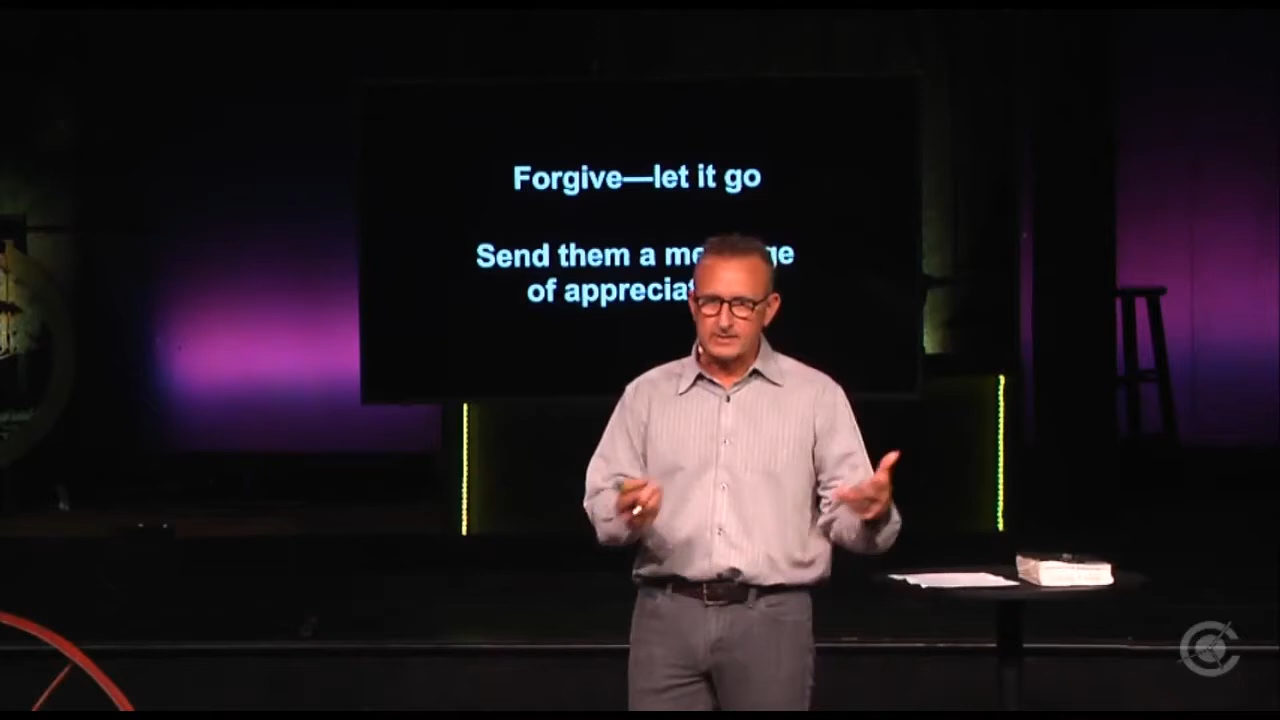 Forgive—let it go
Send them a
of